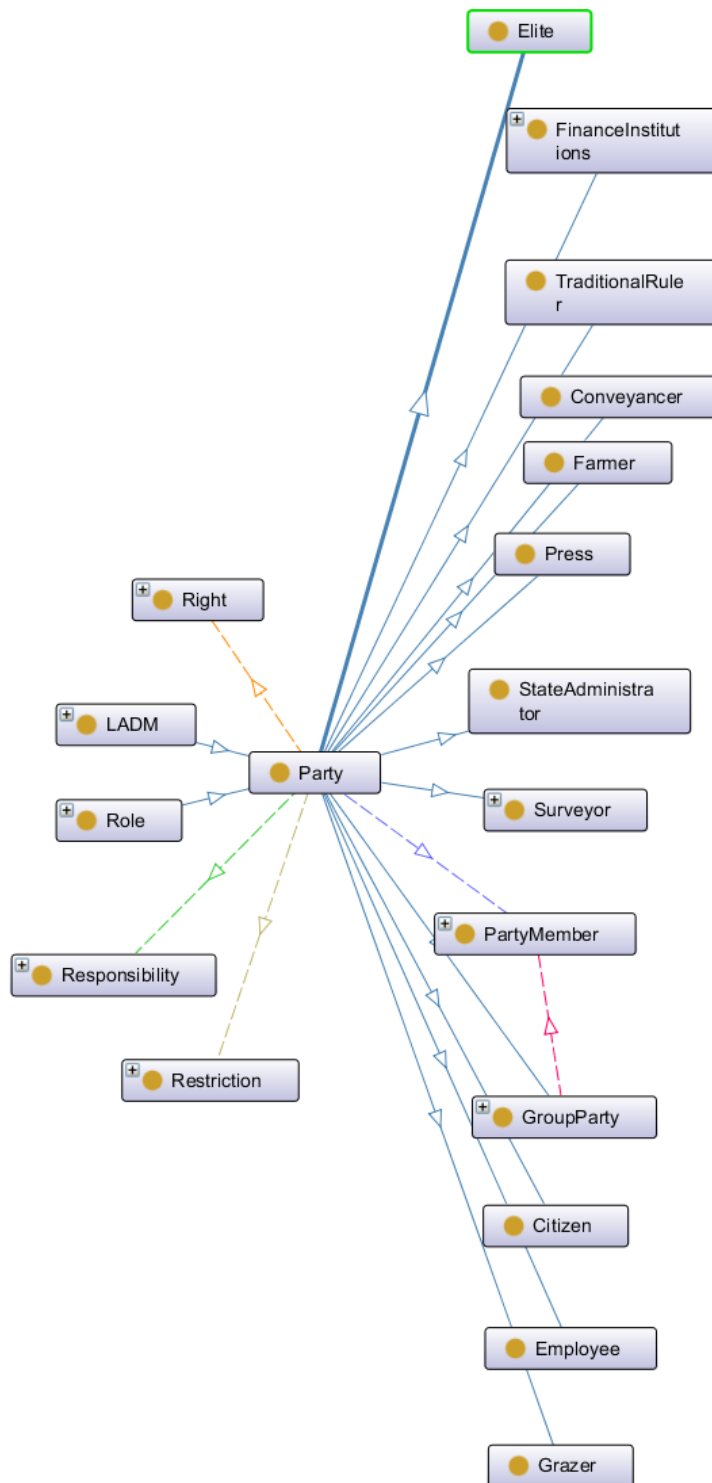 Elite
FinanceInstitut
ions
TraditionalRule
r
Conveyancer
Farmer
Press
Right
StateAdministra
tor
LADM
Party
Role
Surveyor
PartyMember
Responsibility
Restriction
GroupParty
Citizen
Employee
Grazer